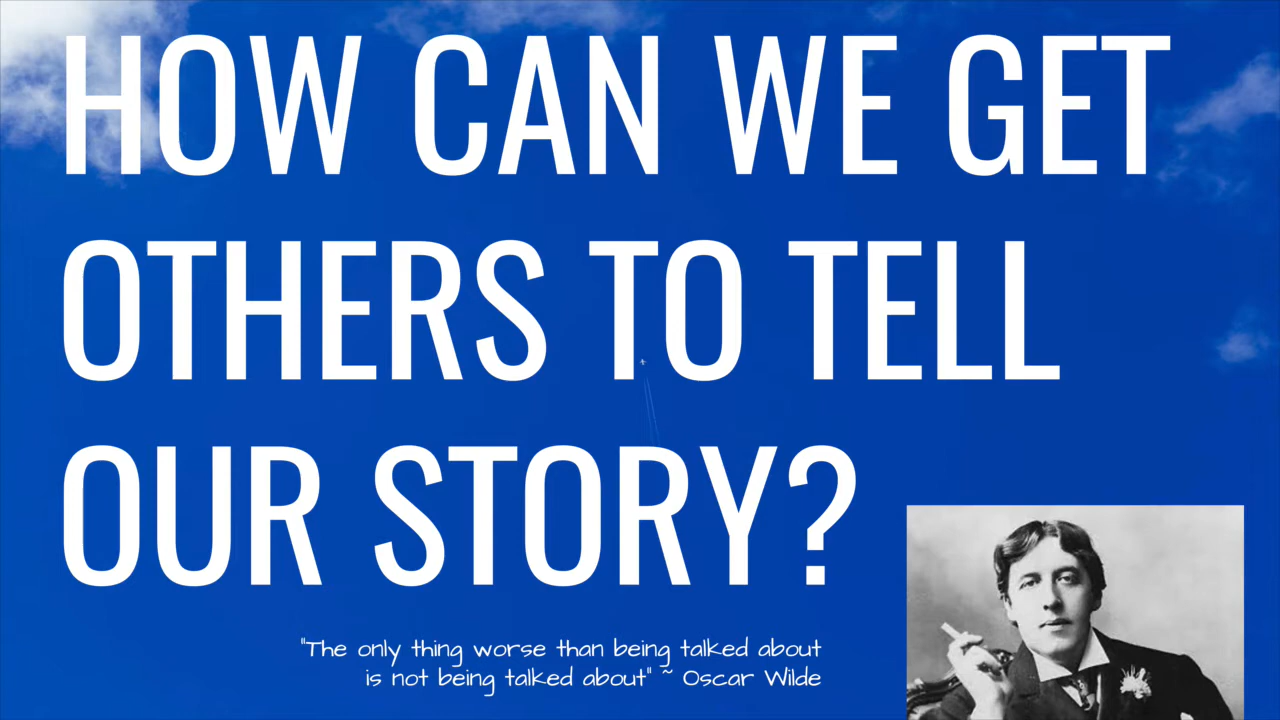 HOW CAN WE GET
OTHERS TO TELL
OUR STORY?
"The only thing worse than being talked about
is not being talked about" ~ Oscar Wilde